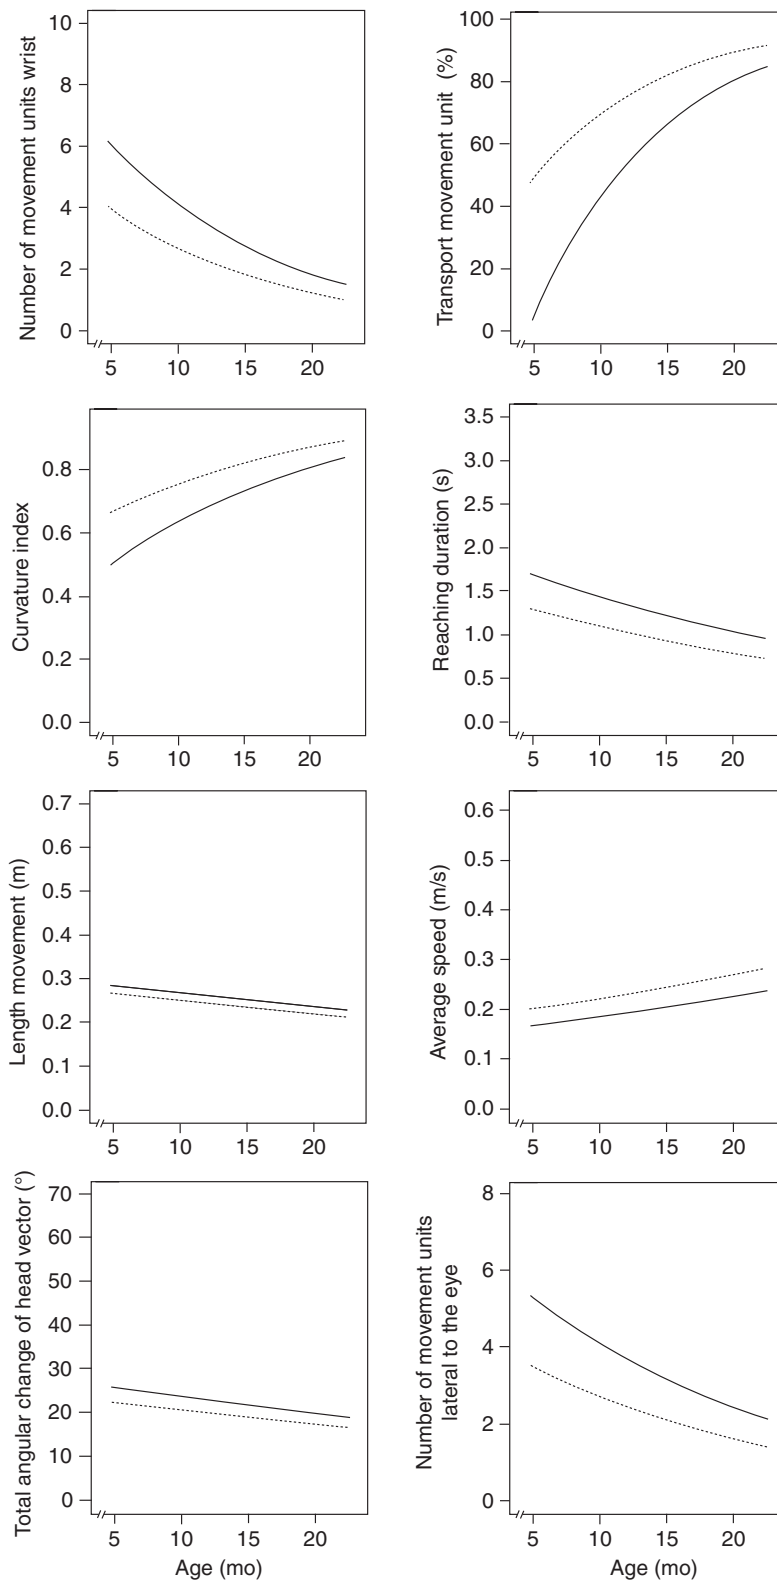 Number of movement units wrist
10
8
6
4
2
0
5 10 15 20
Transport movement unit (%)
100
80
60
40
20
0
5 10 15 20
Curvature index
0.8
0.6
0.4
0.2
0.0
5 10 15 20
Reaching duration (s)
3.5
3.0
2.5
2.0
1.5
1.0
0.5
0.0
5 10 15 20
Length movement (m)
0.7
0.6
0.5
0.4
0.3
0.2
0.1
0.0
5 10 15 20
Average speed (m/s)
0.6
0.5
0.4
0.3
0.2
0.1
0.0
5 10 15 20
Total angular change of head vector (°)
70
60
50
40
30
20
10
0
5 10 15 20
Age (mo)
Number of movement units
lateral to the eye
8
6
4
2
0
5 10 15 20
Age (mo)